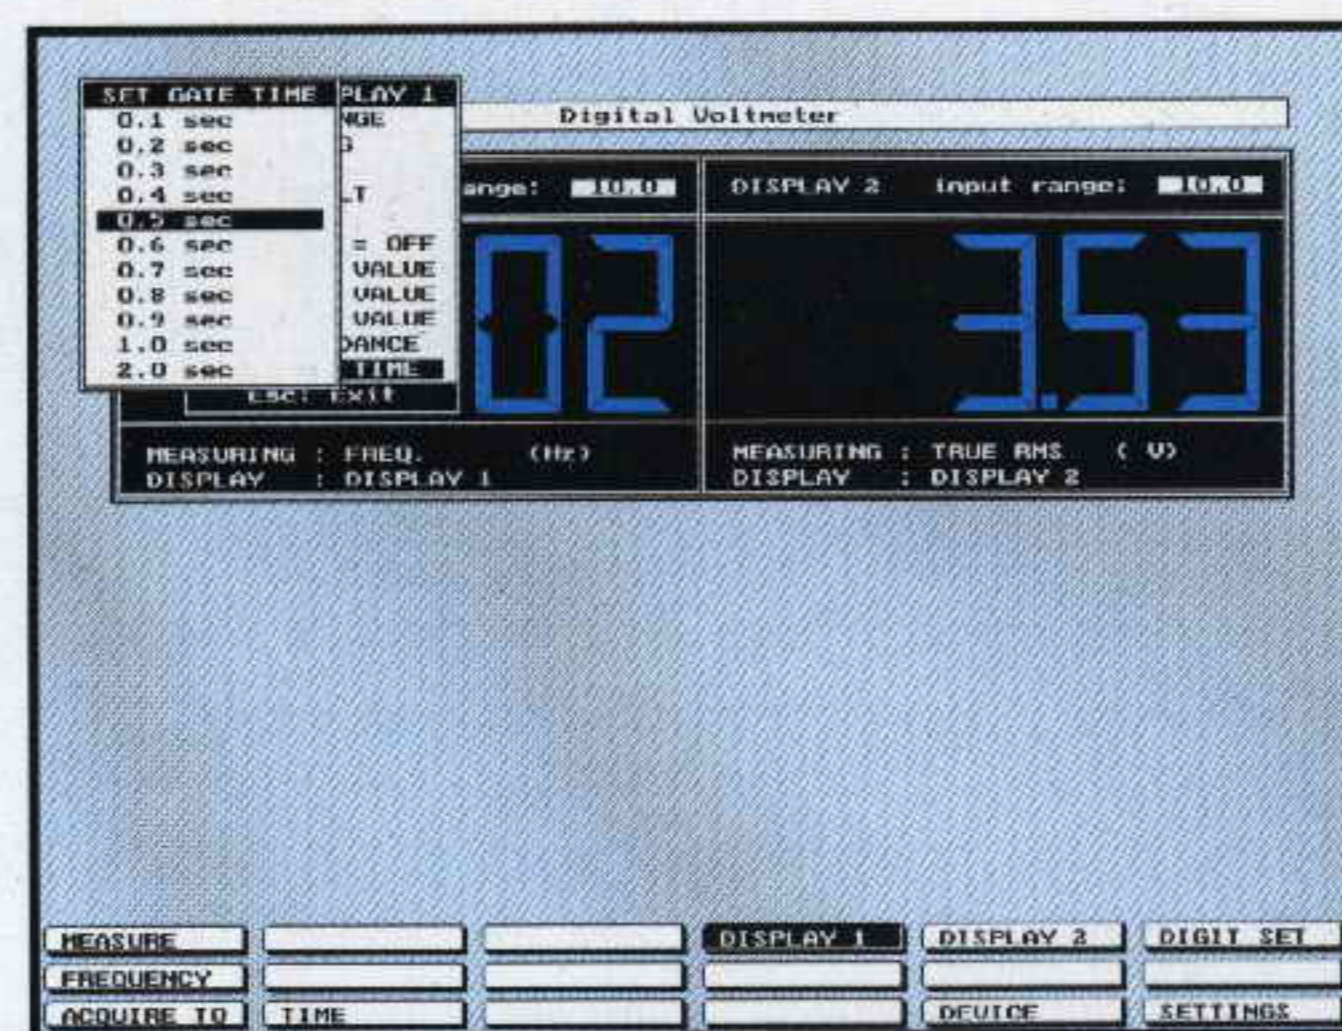 Digital Voltmeter
SET GATE TIME
0.1 sec
0.2 sec
0.3 sec
0.4 sec
0.5 sec
0.6 sec
0.7 sec
0.8 sec
0.9 sec
1.0 sec
2.0 sec
PLAY 1
NGE
G
LT
= OFF
VALUE
VALUE
VALUE
DANCE
TIME
Esc: Exit
ange: 10.0
02
MEASURING : FREQ. (Hz)
DISPLAY : DISPLAY 1
DISPLAY 2 input range: 10.0
3.53
MEASURING : TRUE RMS ( V)
DISPLAY : DISPLAY 2
MEASURE DISPLAY 1 DISPLAY 2 DIGIT SET
FREQUENCY
ACQUIRE TO TIME DEVICE SETTINGS